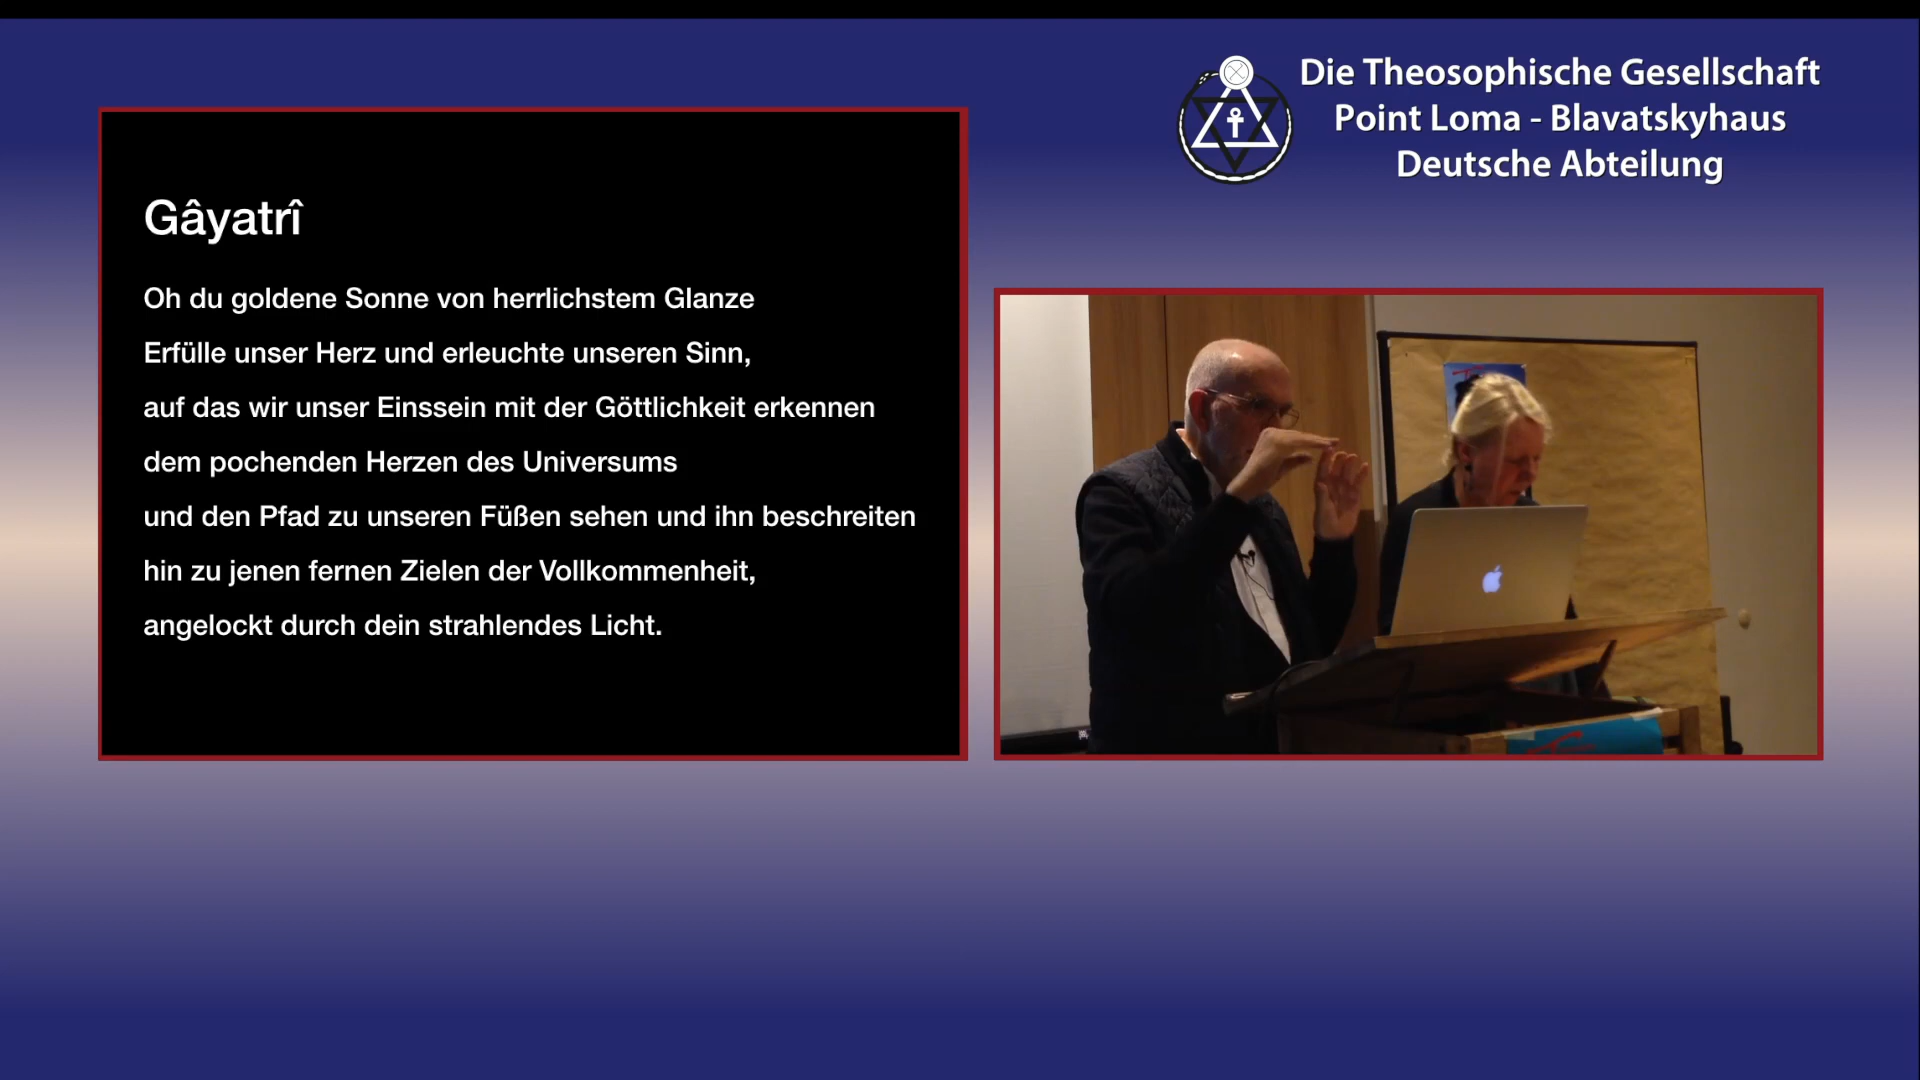 Die Theosophische Gesellschaft
Point Loma - Blavatskyhaus
Deutsche Abteilung
Gâyatrî
Oh du goldene Sonne von herrlichstem Glanze
Erfülle unser Herz und erleuchte unseren Sinn,
auf das wir unser Einssein mit der Göttlichkeit erkennen
dem pochenden Herzen des Universums
und den Pfad zu unseren Füßen sehen und ihn beschreiten
hin zu jenen fernen Zielen der Vollkommenheit,
angelockt durch dein strahlendes Licht.